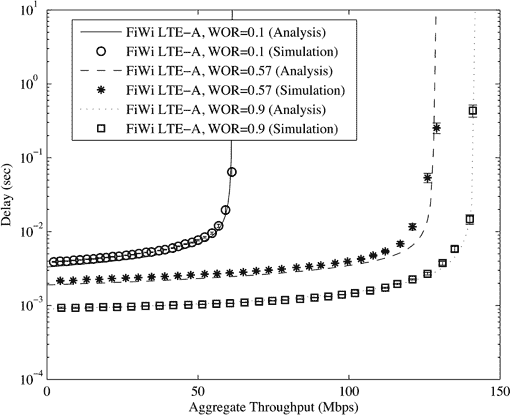 10^1
FiWi LTE−A, WOR=0.1 (Analysis)
FiWi LTE−A, WOR=0.1 (Simulation)
FiWi LTE−A, WOR=0.57 (Analysis)
FiWi LTE−A, WOR=0.57 (Simulation)
FiWi LTE−A, WOR=0.9 (Analysis)
FiWi LTE−A, WOR=0.9 (Simulation)
10^0
10^−1
Delay (sec)
10^−2
10^−3
10^−4
0 50 100 150
Aggregate Throughput (Mbps)